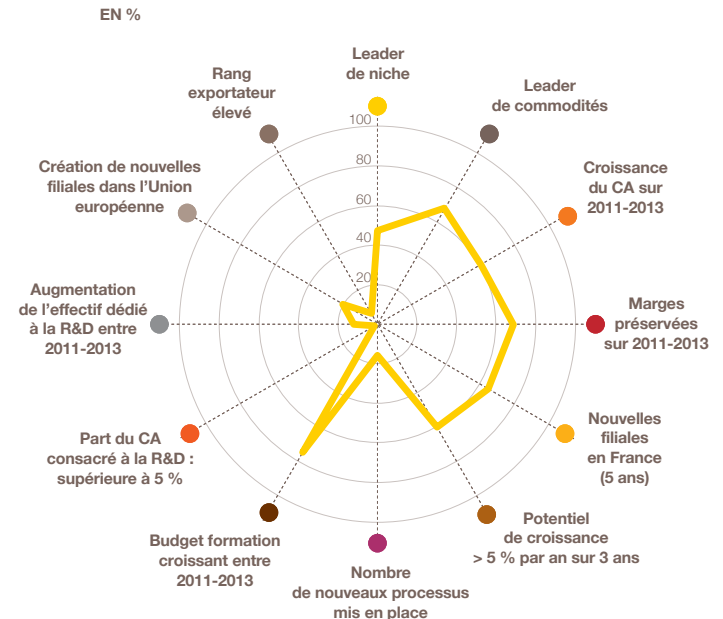 EN %
Leader
de niche
Leader
de commodités
Croissance
du CA sur
2011-2013
Marges
préservées
sur 2011-2013
Nouvelles
filiales
en France
(5 ans)
Potentiel
de croissance
> 5 % par an sur 3 ans
Nombre
de nouveaux processus
mis en place
Budget formation
croissant entre
2011-2013
Part du CA
consacré à la R&D :
supérieure à 5 %
Augmentation
de l'effectif dédié
à la R&D entre
2011-2013
Création de nouvelles
filiales dans l'Union
européenne
Rang
exportateur
élevé
100
80
60
40
20